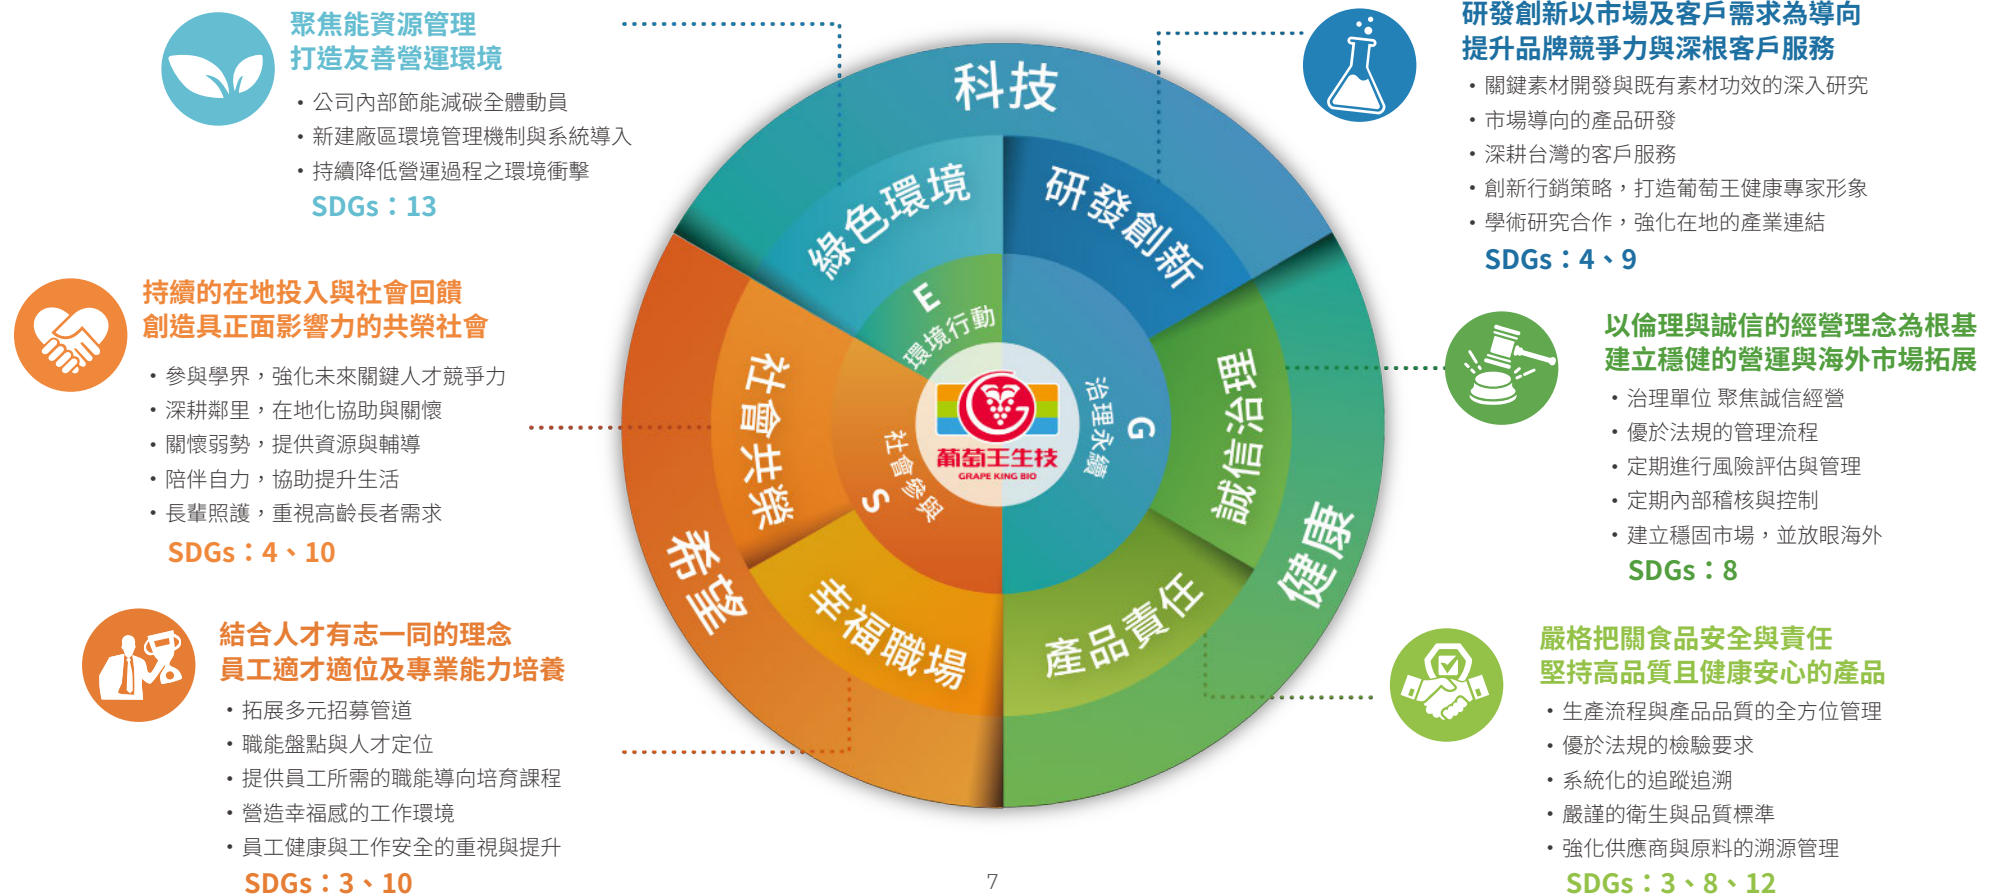 聚焦能資源管理
打造友善營運環境
・公司內部節能減碳全體動員
・新建廠區環境管理機制與系統導入
・持續降低營運過程之環境衝擊
SDGs：13
持續的在地投入與社會回饋
創造具正面影響力的共榮社會
・參與學界，強化未來關鍵人才競爭力
・深耕鄰里，在地化協助與關懷
・關懷弱勢，提供資源與輔導
・陪伴自力，協助提升生活
・長輩照護，重視高齡長者需求
SDGs：4、10
結合人才有志一同的理念
員工適才適位及專業能力培養
・拓展多元招募管道
・職能盤點與人才定位
・提供員工所需的職能導向培育課程
・營造幸福感的工作環境
・員工健康與工作安全的重視與提升
SDGs：3、10
科技
綠色環境
研發創新
E
環境行動
社會共榮
誠信治理
G
治理永續
葡萄王生技
GRAPE KING BIO
S
社會參與
希望
健康
幸福職場
產品責任
研發創新以市場及客戶需求為導向
提升品牌競爭力與深根客戶服務
・關鍵素材開發與既有素材功效的深入研究
・市場導向的產品研發
・深耕台灣的客戶服務
・創新行銷策略，打造葡萄王健康專家形象
・學術研究合作，強化在地的產業連結
SDGs：4、9
以倫理與誠信的經營理念為根基
建立穩健的營運與海外市場拓展
・治理單位 聚焦誠信經營
・優於法規的管理流程
・定期進行風險評估與管理
・定期內部稽核與控制
・建立穩固市場，並放眼海外
SDGs：8
嚴格把關食品安全與責任
堅持高品質且健康安心的產品
・生產流程與產品品質的全方位管理
・優於法規的檢驗要求
・系統化的追蹤追溯
・嚴謹的衛生與品質標準
・強化供應商與原料的溯源管理
SDGs：3、8、12
7